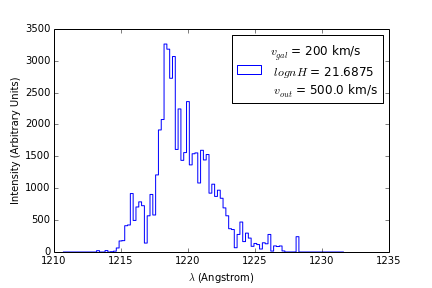 3500
3000
2500
2000
1500
1000
500
0
Intensity (Arbitrary Units)
v_gal = 200 km/s
lognH = 21.6875
v_out = 500.0 km/s
1210 1215 1220 1225 1230 1235
λ (Angstrom)